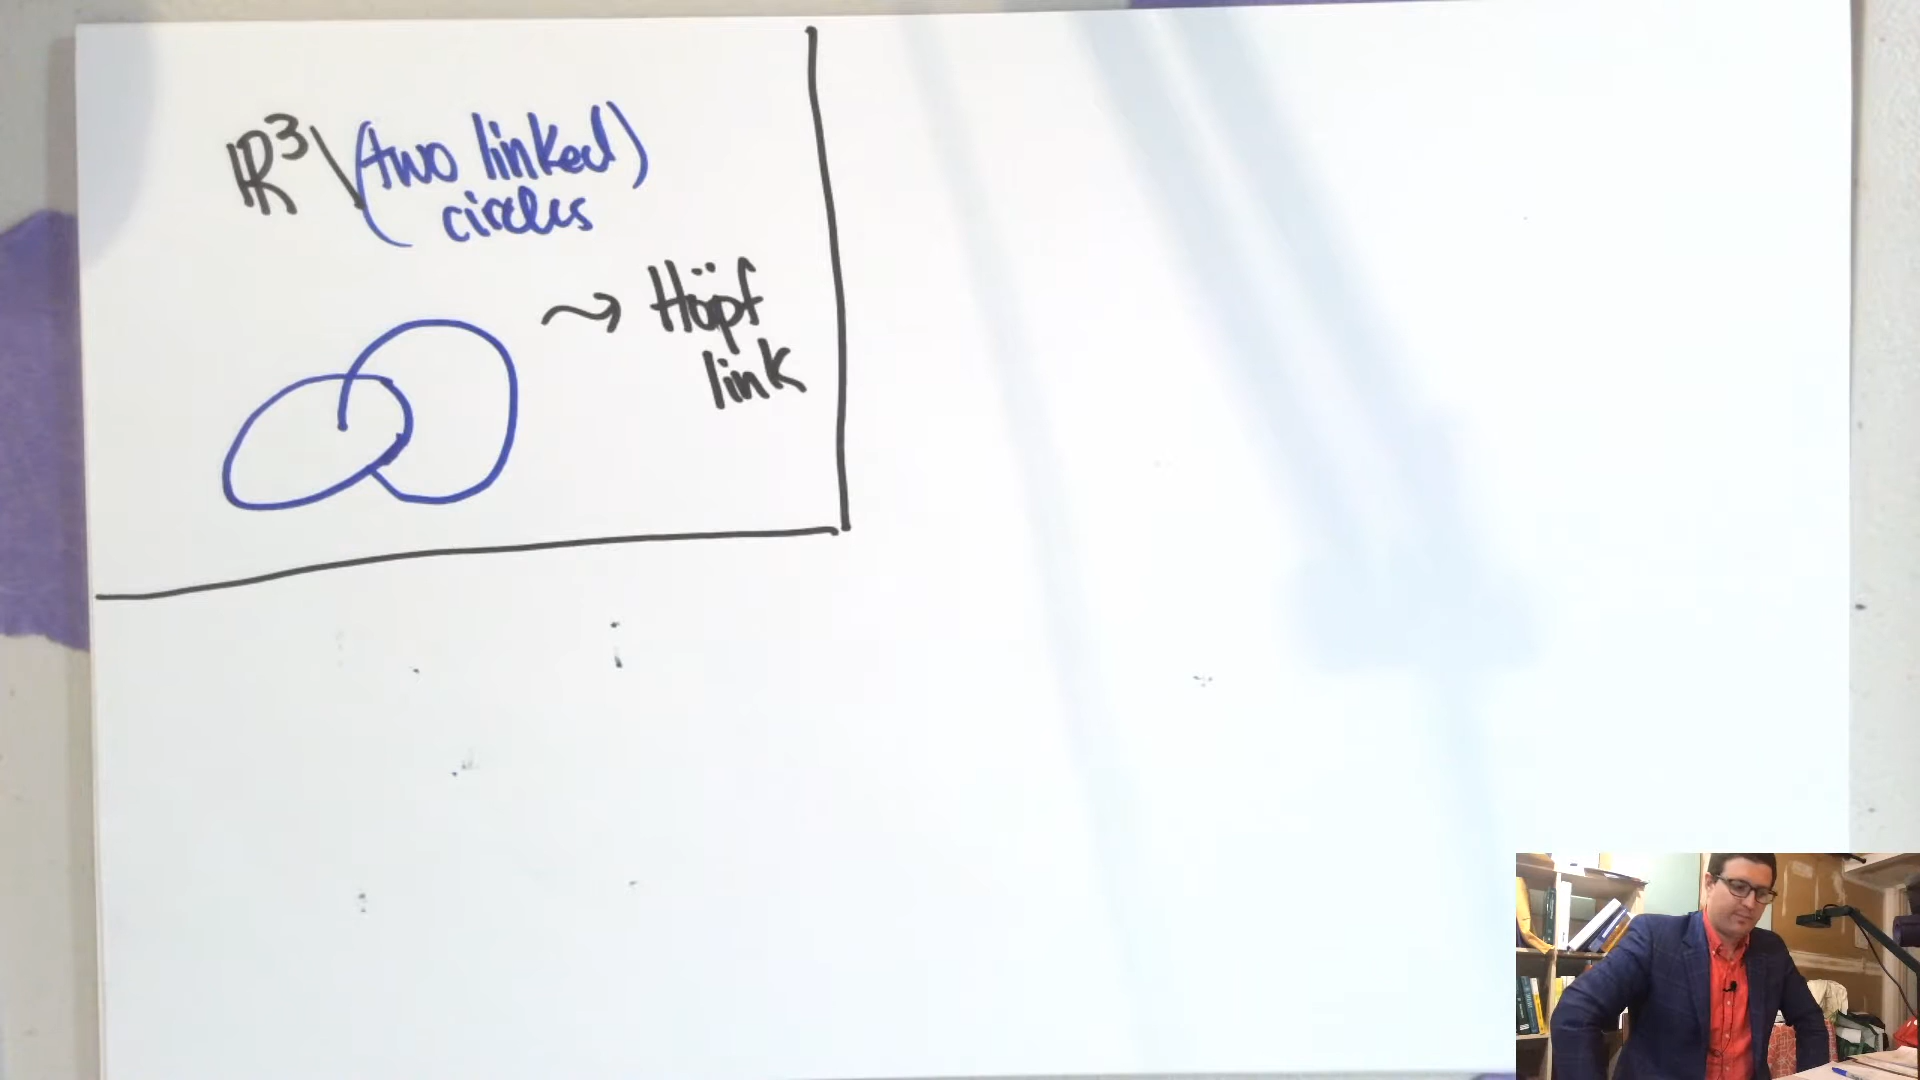 ℝ³\(two linked)
circles
⤳ Höpf
link